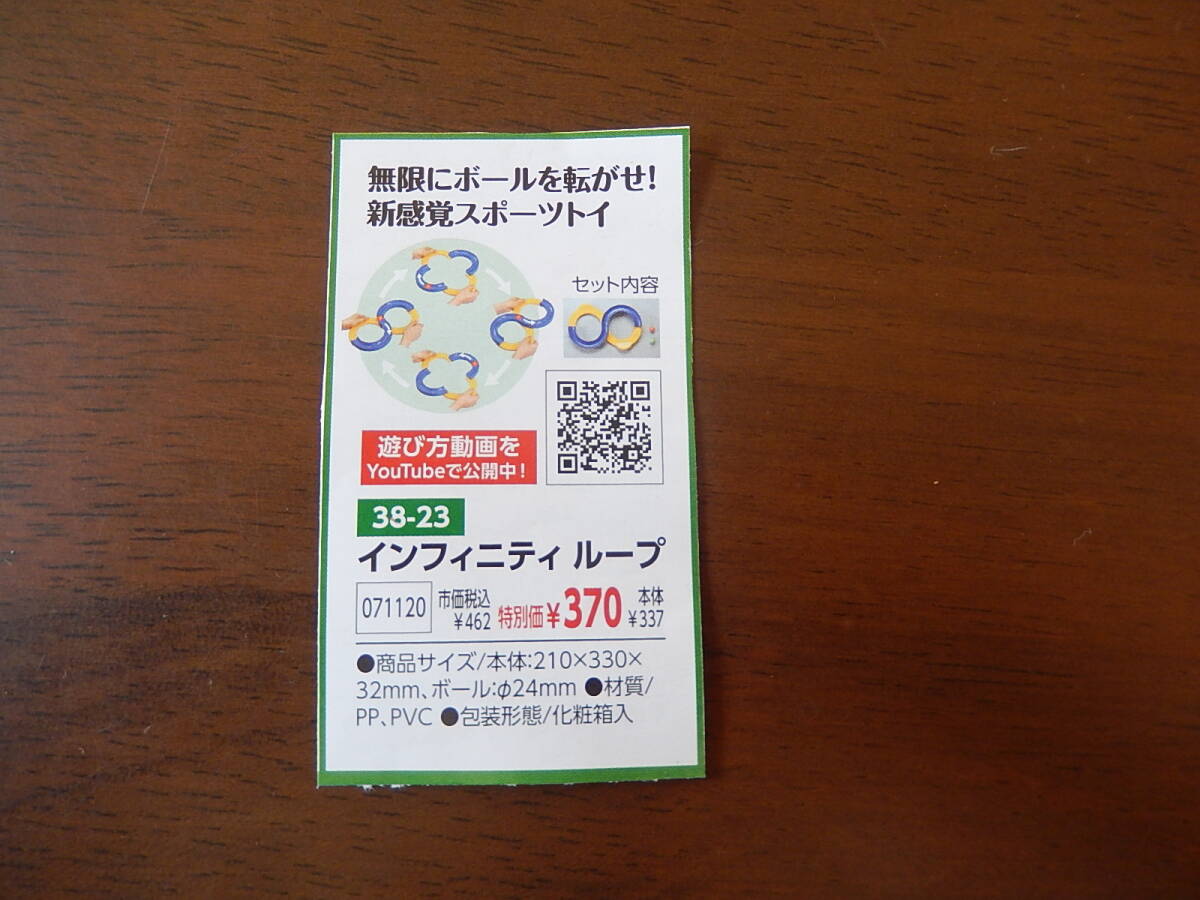 無限にボールを転がせ!
新感覚スポーツトイ
セット内容
遊び方動画を
YouTubeで公開中!
38-23
インフィニティ ループ
071120 市価税込 ¥462 特別価¥370 本体 ¥337
●商品サイズ/本体:210×330×
32mm、ボール:φ24mm ●材質/
PP、PVC ●包装形態/化粧箱入